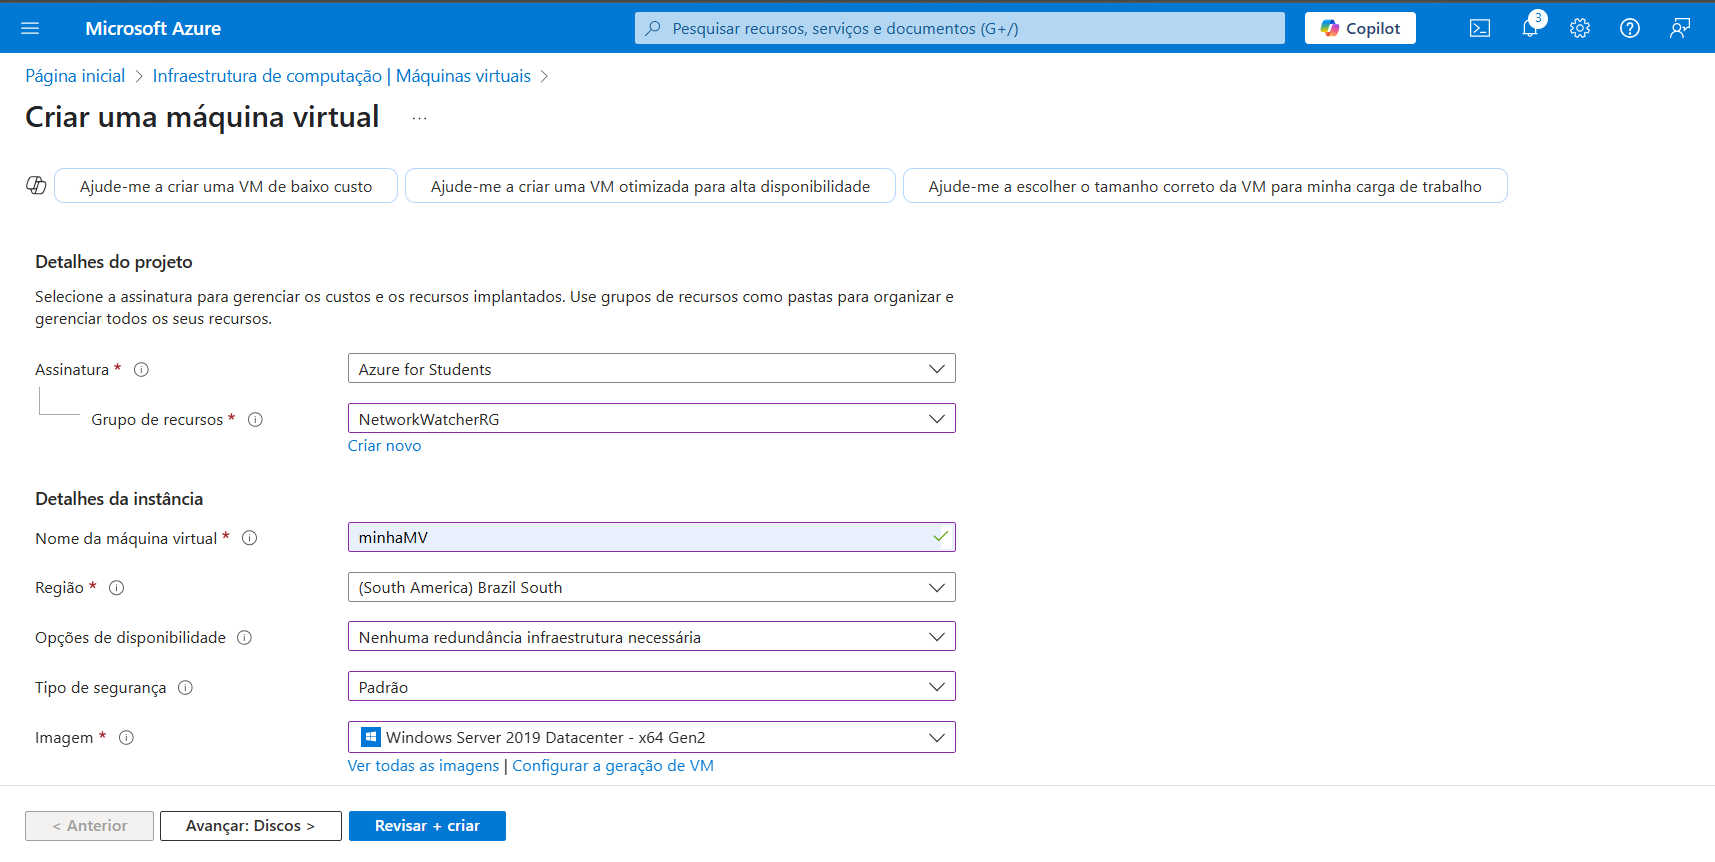 Microsoft Azure
Pesquisar recursos, serviços e documentos (G+/)
Copilot
3
Página inicial > Infraestrutura de computação | Máquinas virtuais >
Criar uma máquina virtual ...
Ajude-me a criar uma VM de baixo custo
Ajude-me a criar uma VM otimizada para alta disponibilidade
Ajude-me a escolher o tamanho correto da VM para minha carga de trabalho
Detalhes do projeto
Selecione a assinatura para gerenciar os custos e os recursos implantados. Use grupos de recursos como pastas para organizar e
gerenciar todos os seus recursos.
Assinatura *
Azure for Students
Grupo de recursos *
NetworkWatcherRG
Criar novo
Detalhes da instância
Nome da máquina virtual *
minhaMV
Região *
(South America) Brazil South
Opções de disponibilidade
Nenhuma redundância infraestrutura necessária
Tipo de segurança
Padrão
Imagem *
Windows Server 2019 Datacenter - x64 Gen2
Ver todas as imagens | Configurar a geração de VM
< Anterior
Avançar: Discos >
Revisar + criar